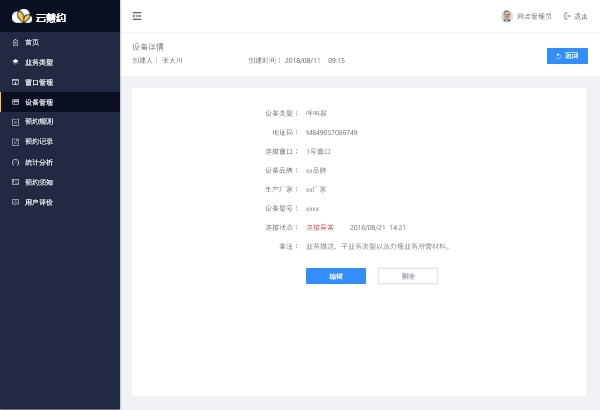 云慧约
网点管理员 退出
首页
业务类型
窗口管理
设备管理
预约规则
预约记录
统计分析
预约须知
用户评价
设备详情
创建人： 张大川 创建时间： 2018/08/11 09:15
返回
设备类型： 呼叫器
地址码： M849057086749
连接窗口： 1号窗口
设备品牌： xx品牌
生产厂家： xx厂家
设备型号： xxxx
连接状态： 连接异常 2018/08/21 14:21
备注： 业务描述、子业务类型以及办理业务所需材料。
编辑 删除